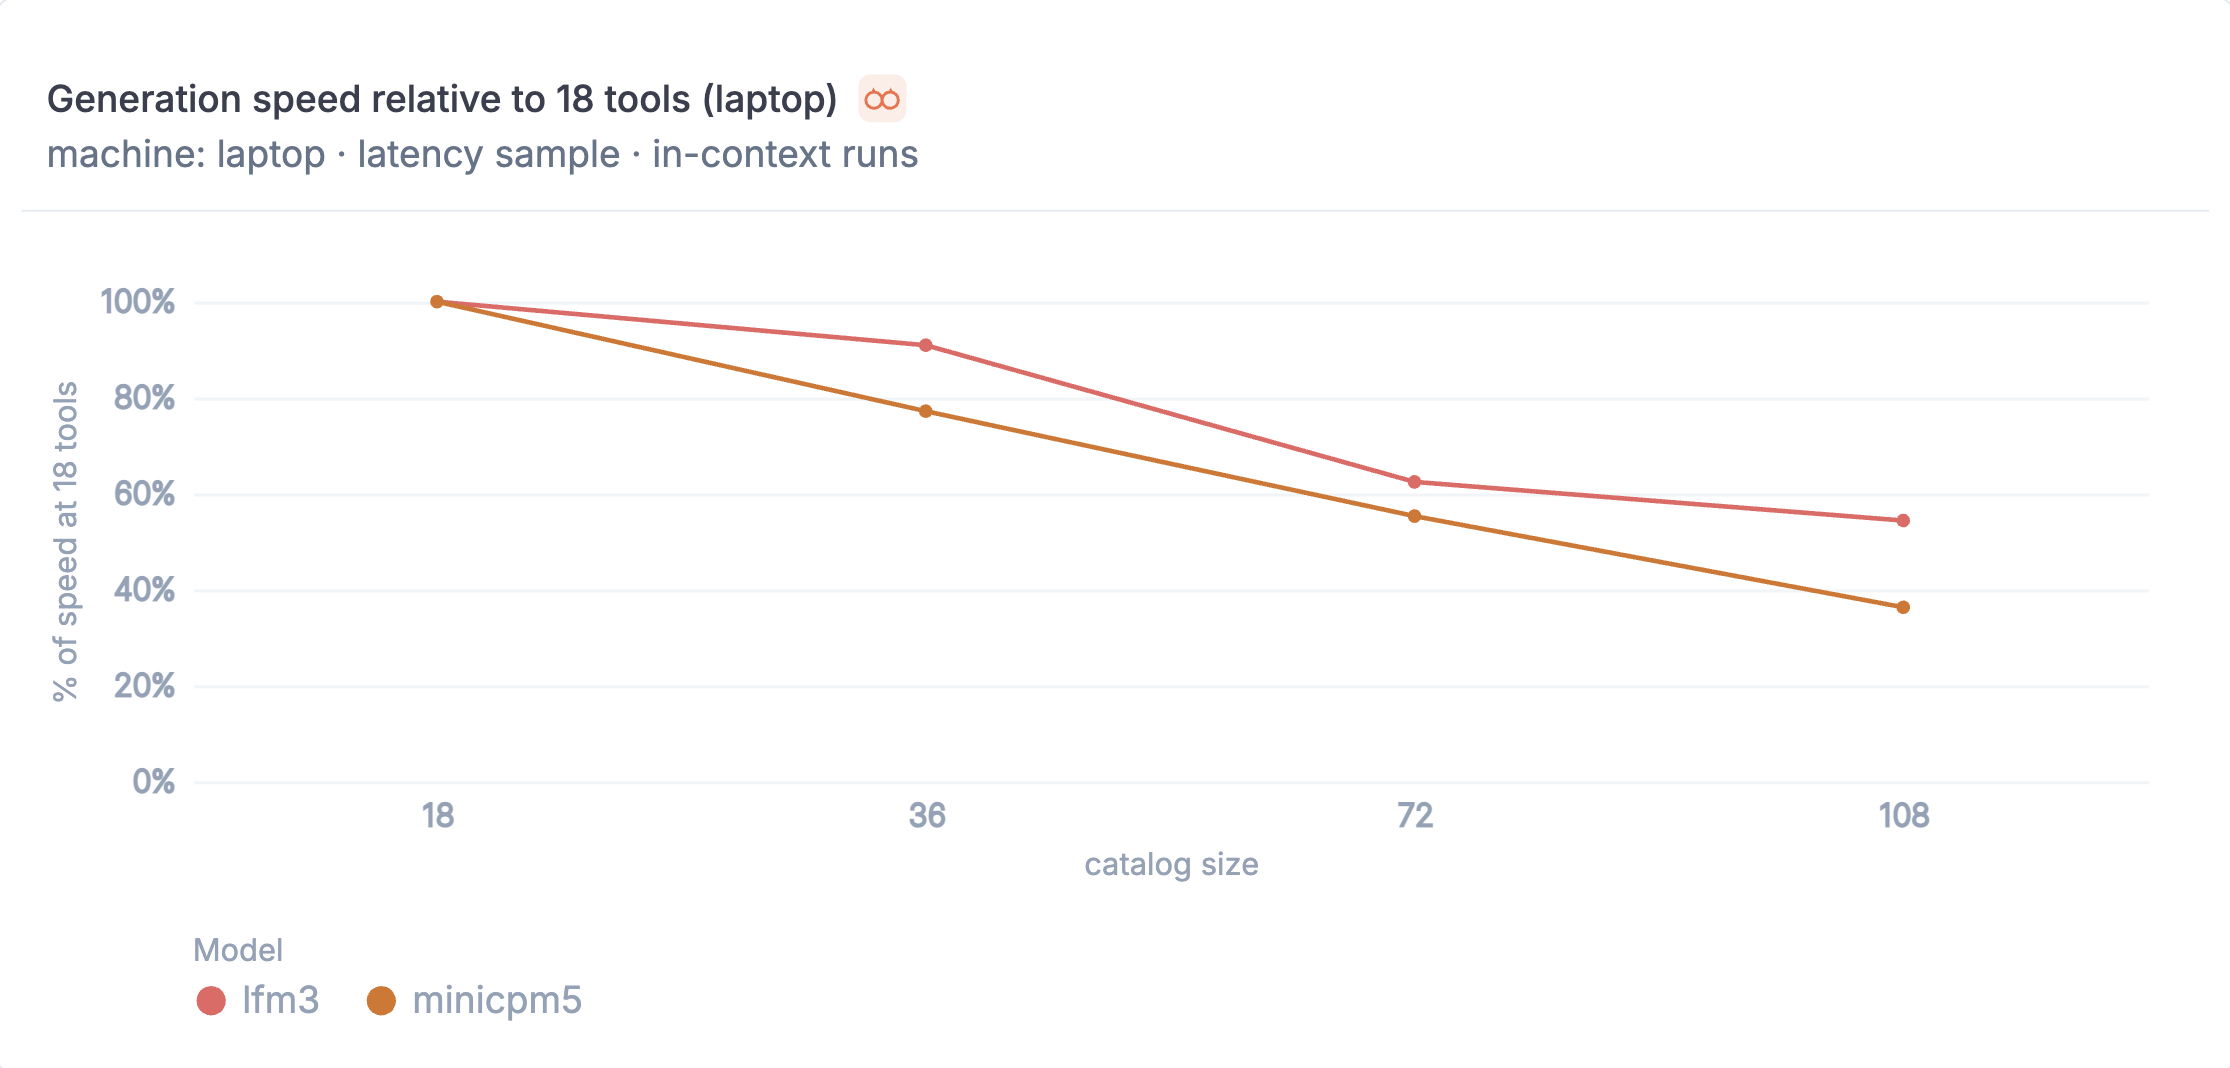 Generation speed relative to 18 tools (laptop)
machine: laptop · latency sample · in-context runs
% of speed at 18 tools
100%
80%
60%
40%
20%
0%
18 36 72 108
catalog size
Model
lfm3 minicpm5